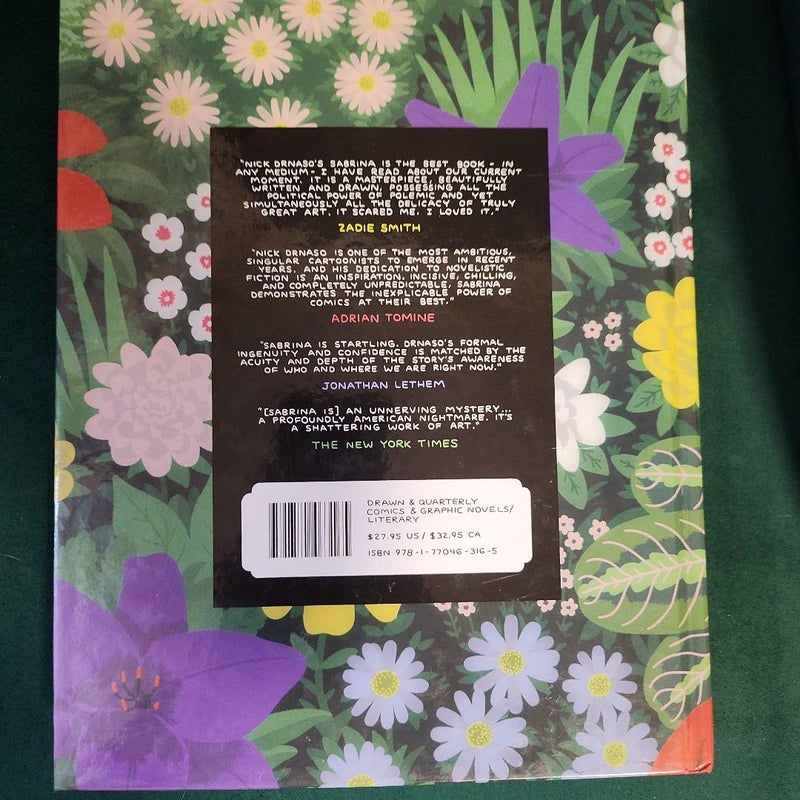 "NICK DRNASO'S SABRINA IS THE BEST BOOK - IN
ANY MEDIUM - I HAVE READ ABOUT OUR CURRENT
MOMENT. IT IS A MASTERPIECE, BEAUTIFULLY
WRITTEN AND DRAWN, POSSESSING ALL THE
POLITICAL POWER OF POLEMIC AND YET
SIMULTANEOUSLY ALL THE DELICACY OF TRULY
GREAT ART. IT SCARED ME. I LOVED IT."
ZADIE SMITH
"NICK DRNASO IS ONE OF THE MOST AMBITIOUS,
SINGULAR CARTOONISTS TO EMERGE IN RECENT
YEARS, AND HIS DEDICATION TO NOVELISTIC
FICTION IS AN INSPIRATION. INCISIVE, CHILLING,
AND COMPLETELY UNPREDICTABLE, SABRINA
DEMONSTRATES THE INEXPLICABLE POWER OF
COMICS AT THEIR BEST."
ADRIAN TOMINE
"SABRINA IS STARTLING. DRNASO'S FORMAL
INGENUITY AND CONFIDENCE IS MATCHED BY THE
ACUITY AND DEPTH OF THE STORY'S AWARENESS
OF WHO AND WHERE WE ARE RIGHT NOW."
JONATHAN LETHEM
"[SABRINA IS] AN UNNERVING MYSTERY...
A PROFOUNDLY AMERICAN NIGHTMARE. IT'S
A SHATTERING WORK OF ART."
THE NEW YORK TIMES
DRAWN & QUARTERLY
COMICS & GRAPHIC NOVELS/
LITERARY
$27.95 US/ $32.95 CA
ISBN 978-1-77046-316-5